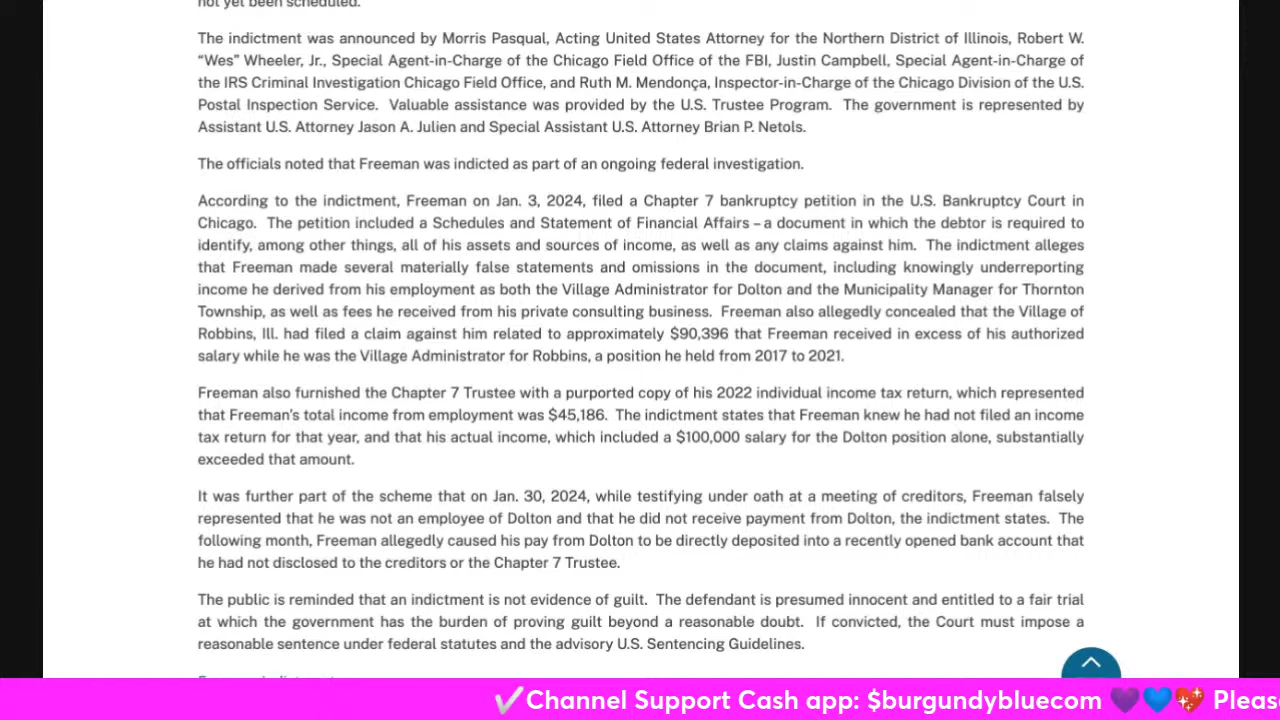 not yet been scheduled.
The indictment was announced by Morris Pasqual, Acting United States Attorney for the Northern District of Illinois, Robert W.
“Wes” Wheeler, Jr., Special Agent-in-Charge of the Chicago Field Office of the FBI, Justin Campbell, Special Agent-in-Charge of
the IRS Criminal Investigation Chicago Field Office, and Ruth M. Mendonça, Inspector-in-Charge of the Chicago Division of the U.S.
Postal Inspection Service. Valuable assistance was provided by the U.S. Trustee Program. The government is represented by
Assistant U.S. Attorney Jason A. Julien and Special Assistant U.S. Attorney Brian P. Netols.
The officials noted that Freeman was indicted as part of an ongoing federal investigation.
According to the indictment, Freeman on Jan. 3, 2024, filed a Chapter 7 bankruptcy petition in the U.S. Bankruptcy Court in
Chicago. The petition included a Schedules and Statement of Financial Affairs – a document in which the debtor is required to
identify, among other things, all of his assets and sources of income, as well as any claims against him. The indictment alleges
that Freeman made several materially false statements and omissions in the document, including knowingly underreporting
income he derived from his employment as both the Village Administrator for Dolton and the Municipality Manager for Thornton
Township, as well as fees he received from his private consulting business. Freeman also allegedly concealed that the Village of
Robbins, Ill. had filed a claim against him related to approximately $90,396 that Freeman received in excess of his authorized
salary while he was the Village Administrator for Robbins, a position he held from 2017 to 2021.
Freeman also furnished the Chapter 7 Trustee with a purported copy of his 2022 individual income tax return, which represented
that Freeman’s total income from employment was $45,186. The indictment states that Freeman knew he had not filed an income
tax return for that year, and that his actual income, which included a $100,000 salary for the Dolton position alone, substantially
exceeded that amount.
It was further part of the scheme that on Jan. 30, 2024, while testifying under oath at a meeting of creditors, Freeman falsely
represented that he was not an employee of Dolton and that he did not receive payment from Dolton, the indictment states. The
following month, Freeman allegedly caused his pay from Dolton to be directly deposited into a recently opened bank account that
he had not disclosed to the creditors or the Chapter 7 Trustee.
The public is reminded that an indictment is not evidence of guilt. The defendant is presumed innocent and entitled to a fair trial
at which the government has the burden of proving guilt beyond a reasonable doubt. If convicted, the Court must impose a
reasonable sentence under federal statutes and the advisory U.S. Sentencing Guidelines.
✔Channel Support Cash app: $burgundybluecom 💜💙💖 Pleas